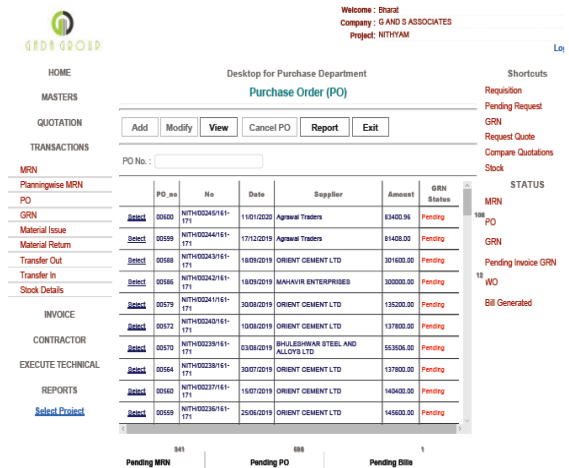 Welcome : Bharat
Company : G AND S ASSOCIATES
Project: NITHYAM
GADA GROUP
Log
HOME
MASTERS
QUOTATION
TRANSACTIONS
MRN
Planningwise MRN
PO
GRN
Material Issue
Material Return
Transfer Out
Transfer In
Stock Details
INVOICE
CONTRACTOR
EXECUTE TECHNICAL
REPORTS
Select Project
Desktop for Purchase Department
Purchase Order (PO)
Add Modify View Cancel PO Report Exit
PO No. :
PO_no No Date Supplier Amount GRN Status
Select 00600 NITH/00245/161-171 11/01/2020 Agrawal Traders 83400.96 Pending
Select 00599 NITH/00244/161-171 17/12/2019 Agrawal Traders 81408.00 Pending
Select 00588 NITH/00243/161-171 18/09/2019 ORIENT CEMENT LTD 301600.00 Pending
Select 00586 NITH/00242/161-171 18/09/2019 MAHAVIR ENTERPRISES 300000.00 Pending
Select 00579 NITH/00241/161-171 30/08/2019 ORIENT CEMENT LTD 135200.00 Pending
Select 00572 NITH/00240/161-171 10/08/2019 ORIENT CEMENT LTD 137800.00 Pending
Select 00570 NITH/00239/161-171 03/08/2019 BHULESHWAR STEEL AND ALLOYS LTD 553506.00 Pending
Select 00564 NITH/00238/161-171 30/07/2019 ORIENT CEMENT LTD 137800.00 Pending
Select 00560 NITH/00237/161-171 15/07/2019 ORIENT CEMENT LTD 140400.00 Pending
Select 00559 NITH/00236/161-171 25/06/2019 ORIENT CEMENT LTD 145600.00 Pending
341 698 1
Pending MRN Pending PO Pending Bills
Shortcuts
Requisition
Pending Request
GRN
Request Quote
Compare Quotations
Stock
STATUS
MRN
108
PO
GRN
Pending Invoice GRN
12
WO
Bill Generated